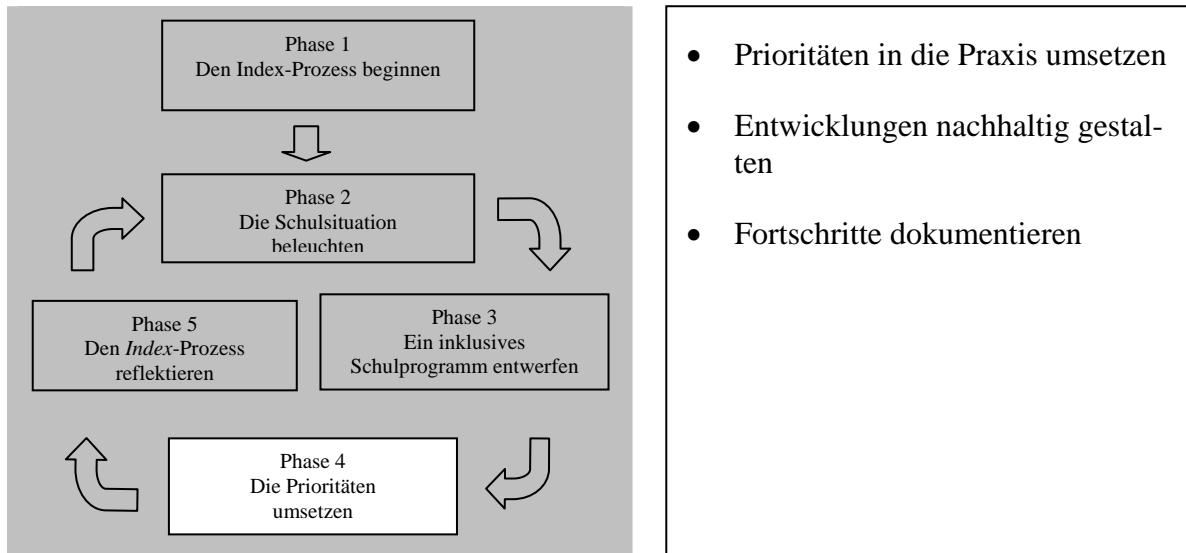 Phase 1
Den Index-Prozess beginnen
Phase 2
Die Schulsituation
beleuchten
Phase 5
Den Index-Prozess
reflektieren
Phase 3
Ein inklusives
Schulprogramm entwerfen
Phase 4
Die Prioritäten
umsetzen
• Prioritäten in die Praxis umsetzen
• Entwicklungen nachhaltig gestal-
ten
• Fortschritte dokumentieren